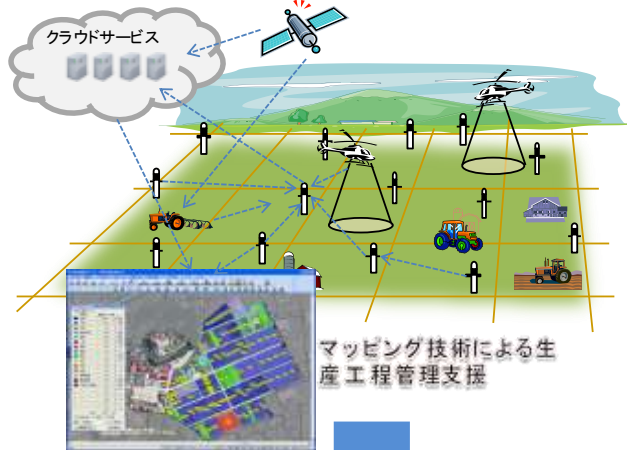 クラウドサービス
マッピング技術による生
産工程管理支援